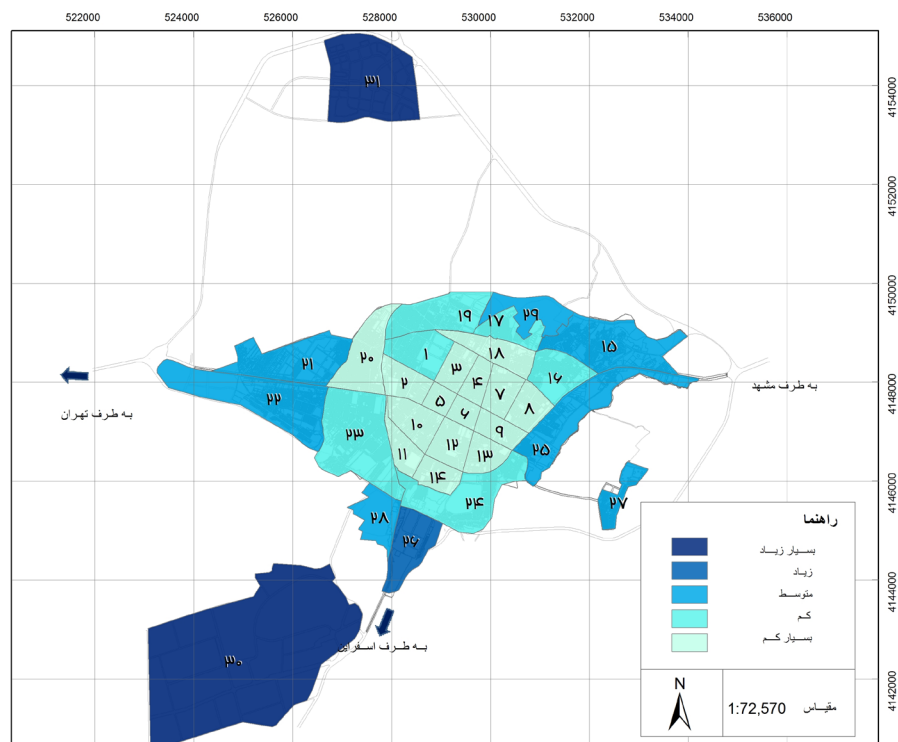 522000 524000 526000 528000 530000 532000 534000 536000
4154000
4152000
4150000
4148000
4146000
4144000
4142000
۳۱
۱۹ ۱۷ ۲۹
۱۵
۱ ۱۸
۲۰ ۳
۲۱ ۱۶
۲ ۴
۷
۲۲ ۵ ۶ ۸
۱۰ ۹
۲۳ ۱۲
۱۱ ۱۳ ۲۵
۱۴
۲۴ ۲۷
۲۸
۲۶
۳۰
به طرف مشهد
به طرف تهران
به طرف اسفراین
راهنما
بسیار زیاد
زیاد
متوسط
کم
بسیار کم
N
مقیاس 1:72,570